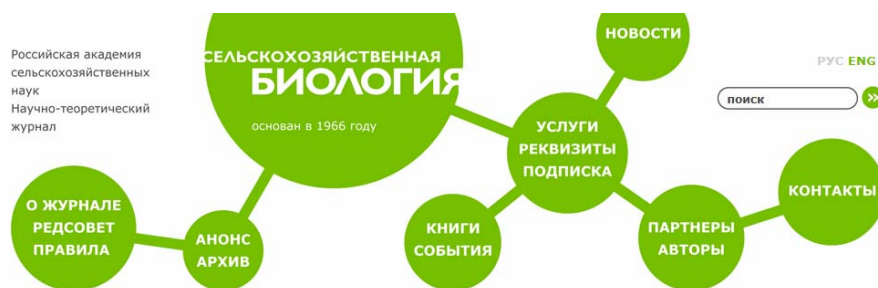 Российская академия
сельскохозяйственных
наук
Научно-теоретический
журнал
СЕЛЬСКОХОЗЯЙСТВЕННАЯ
БИОЛОГИЯ
основан в 1966 году
НОВОСТИ
РУС ENG
поиск
УСЛУГИ
РЕКВИЗИТЫ
ПОДПИСКА
О ЖУРНАЛЕ
РЕДСОВЕТ
ПРАВИЛА
АНОНС
АРХИВ
КНИГИ
СОБЫТИЯ
ПАРТНЕРЫ
АВТОРЫ
КОНТАКТЫ